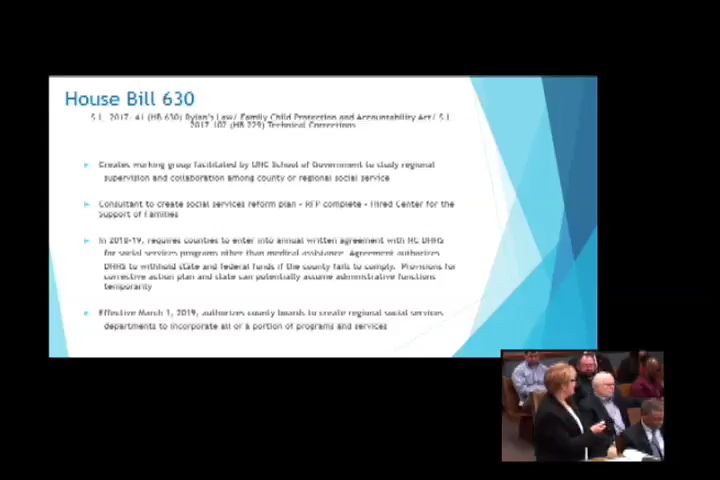 House Bill 630
S.L. 2017- 41 (HB 630) Rylan's Law/ Family Child Protection and Accountability Act/ S.L.
2017-102 (HB 229) Technical Corrections
Creates working group facilitated by UNC School of Government to study regional
supervision and collaboration among county or regional social service
Consultant to create social services reform plan - RFP complete - Hired Center for the
Support of Families
In 2018-19, requires counties to enter into annual written agreement with NC DHHS
for social services programs other than medical assistance. Agreement authorizes
DHHS to withhold state and federal funds if the county fails to comply. Provisions for
corrective action plan and state can potentially assume administrative functions
temporarily
Effective March 1, 2019, authorizes county boards to create regional social services
departments to incorporate all or a portion of programs and services